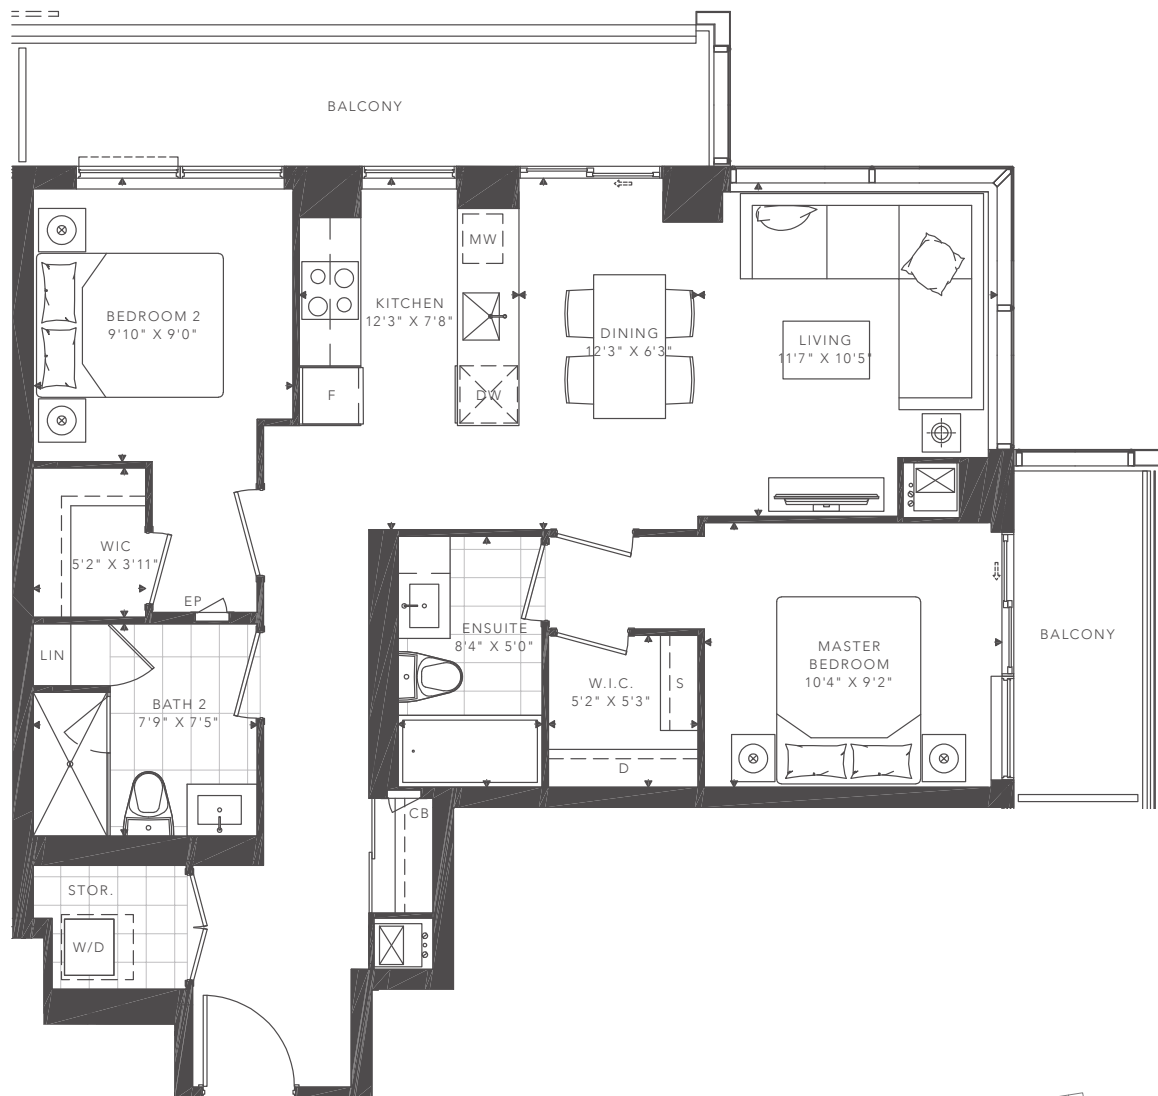 BALCONY
MW
BEDROOM 2
9'10" X 9'0"
KITCHEN
12'3" X 7'8"
DINING
12'3" X 6'3"
LIVING
11'7" X 10'5"
F
DW
WIC
5'2" X 3'11"
EP
LIN
BATH 2
7'9" X 7'5"
ENSUITE
8'4" X 5'0"
W.I.C.
5'2" X 5'3"
S
D
MASTER
BEDROOM
10'4" X 9'2"
BALCONY
CB
STOR.
W/D